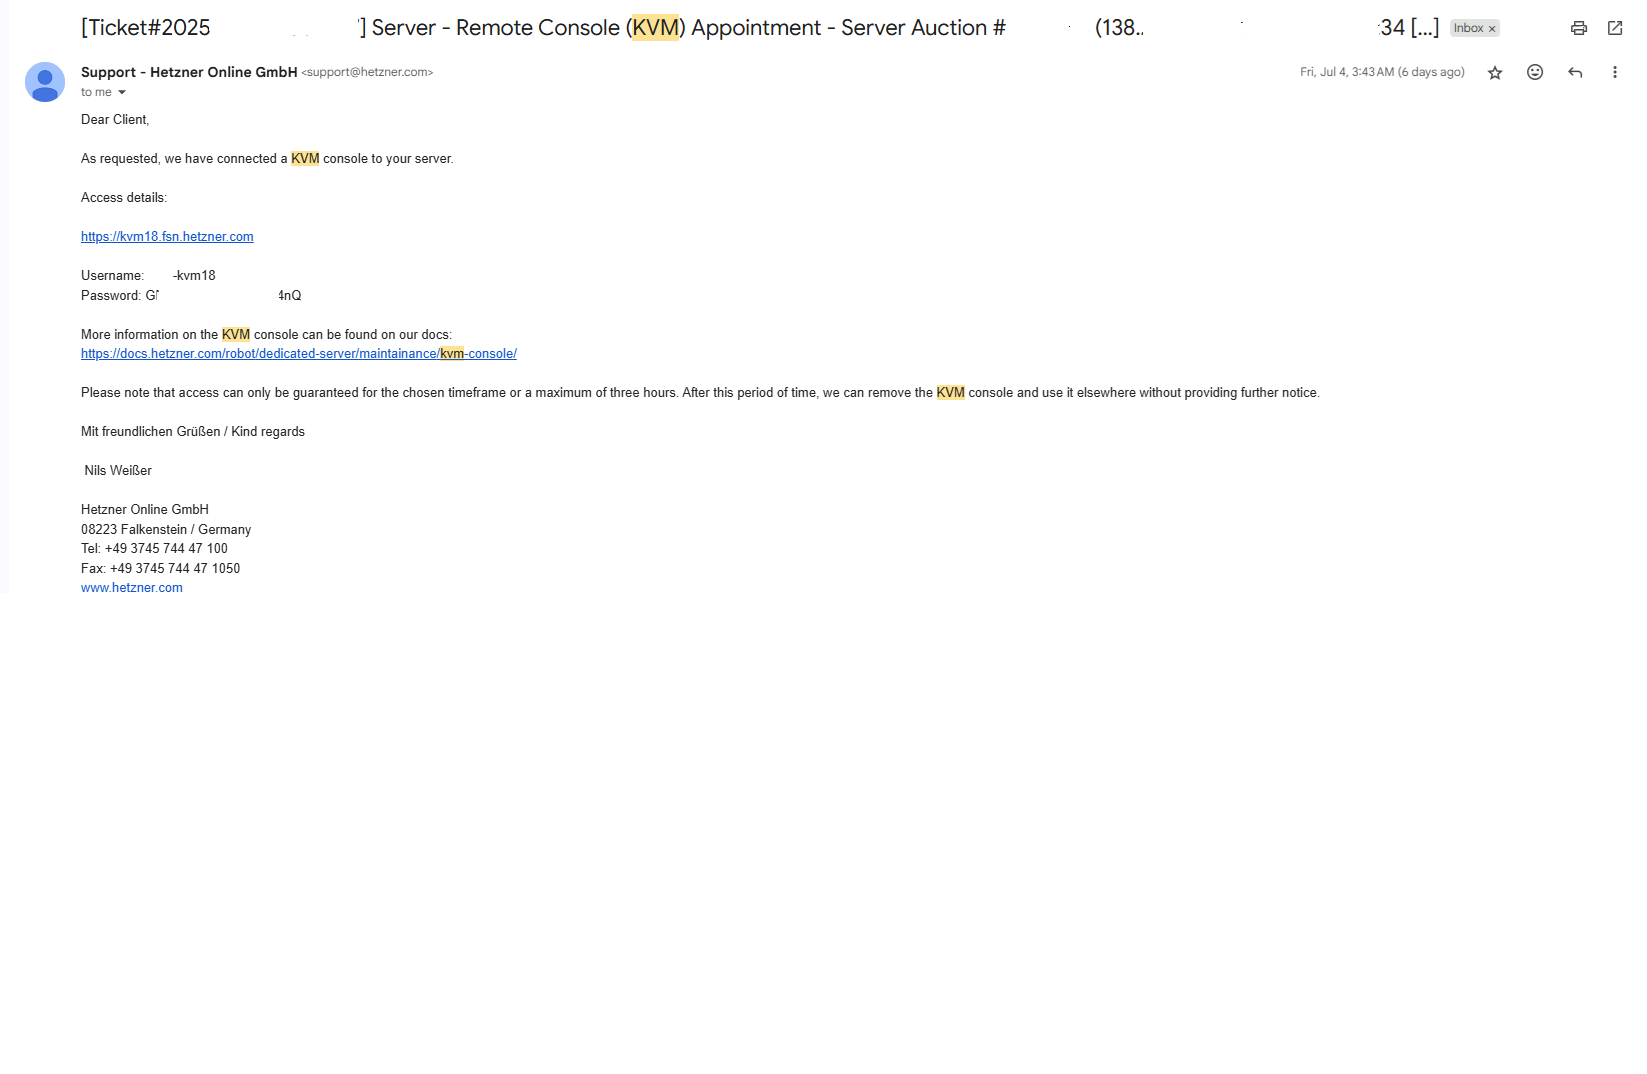 [Ticket#2025 ] Server - Remote Console (KVM) Appointment - Server Auction # (138.. 34 [...] Inbox ×
Support - Hetzner Online GmbH <support@hetzner.com> Fri, Jul 4, 3:43 AM (6 days ago)
to me
Dear Client,
As requested, we have connected a KVM console to your server.
Access details:
https://kvm18.fsn.hetzner.com
Username: -kvm18
Password: G 4nQ
More information on the KVM console can be found on our docs:
https://docs.hetzner.com/robot/dedicated-server/maintainance/kvm-console/
Please note that access can only be guaranteed for the chosen timeframe or a maximum of three hours. After this period of time, we can remove the KVM console and use it elsewhere without providing further notice.
Mit freundlichen Grüßen / Kind regards
Nils Weißer
Hetzner Online GmbH
08223 Falkenstein / Germany
Tel: +49 3745 744 47 100
Fax: +49 3745 744 47 1050
www.hetzner.com